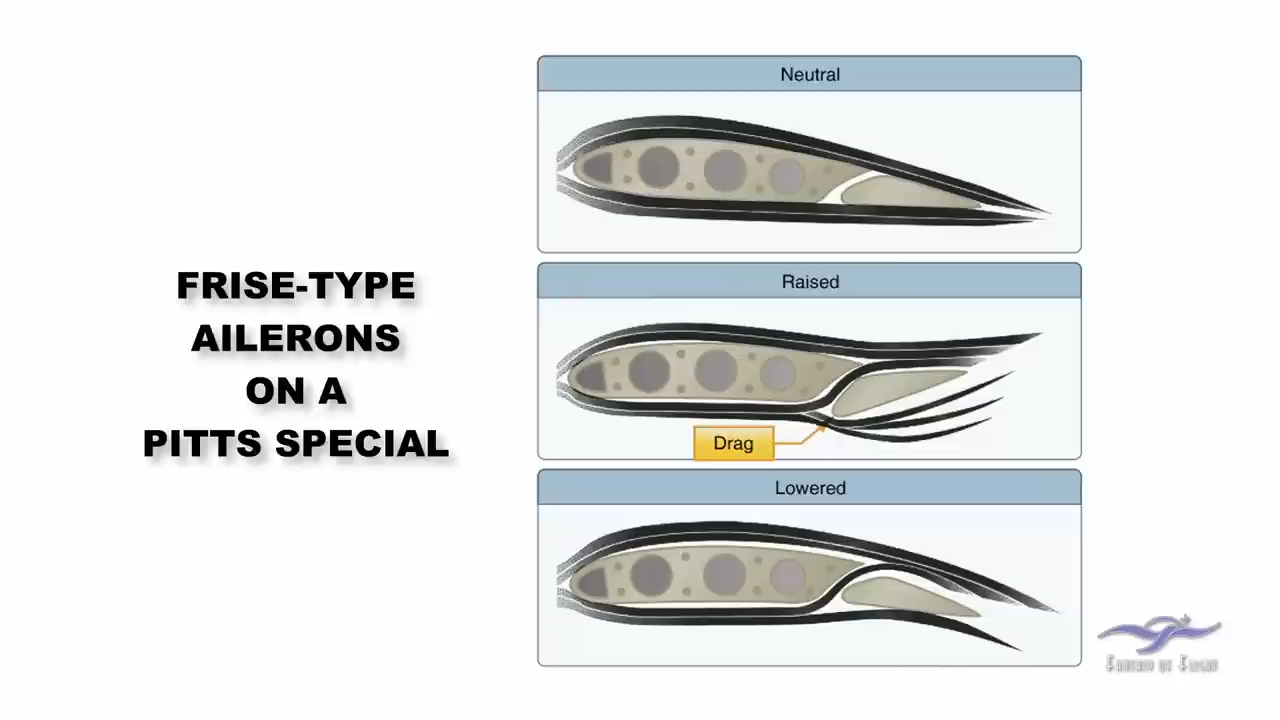 FRISE-TYPE
AILERONS
ON A
PITTS SPECIAL
Neutral
Raised
Drag
Lowered